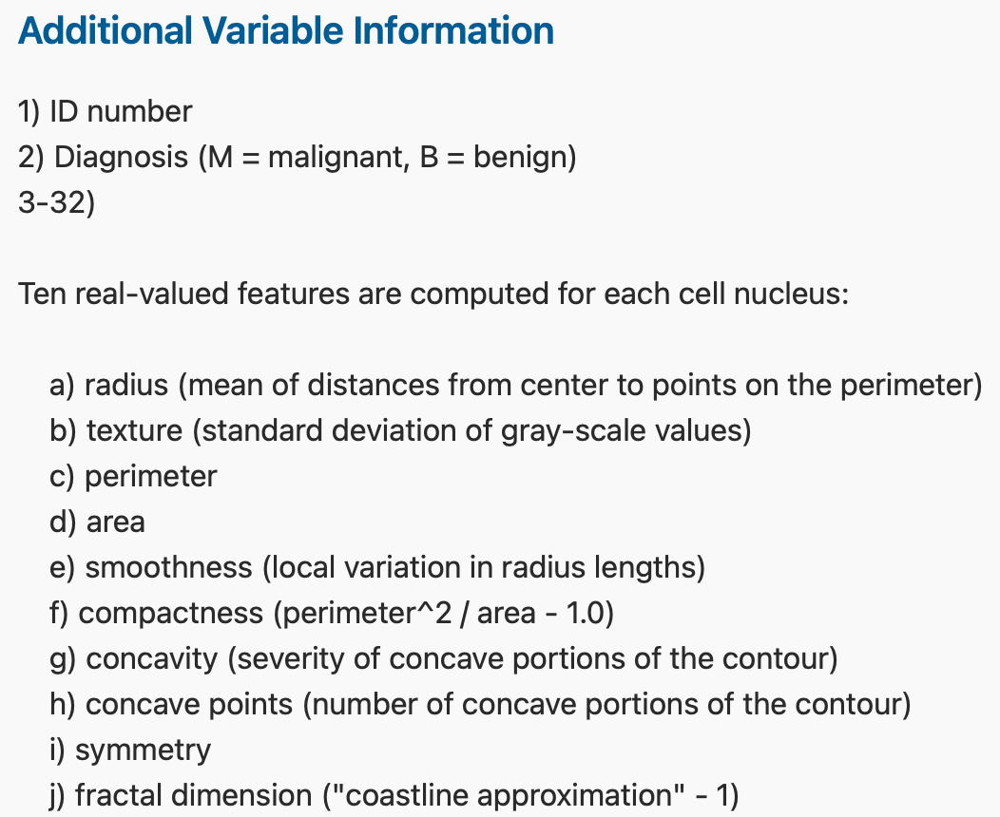 Additional Variable Information
1) ID number
2) Diagnosis (M = malignant, B = benign)
3-32)
Ten real-valued features are computed for each cell nucleus:
a) radius (mean of distances from center to points on the perimeter)
b) texture (standard deviation of gray-scale values)
c) perimeter
d) area
e) smoothness (local variation in radius lengths)
f) compactness (perimeter^2 / area - 1.0)
g) concavity (severity of concave portions of the contour)
h) concave points (number of concave portions of the contour)
i) symmetry
j) fractal dimension ("coastline approximation" - 1)